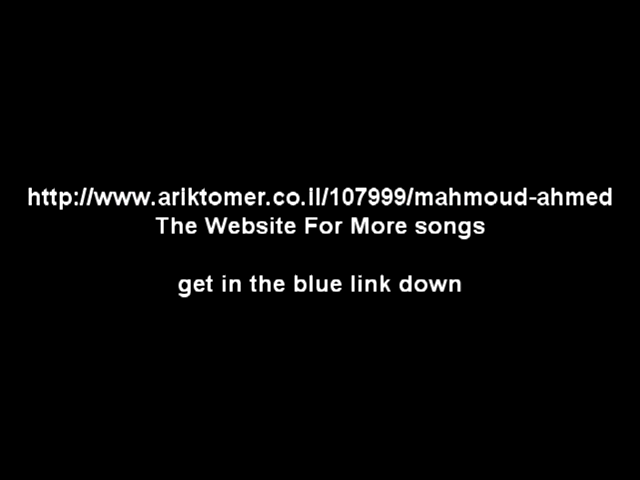 http://www.ariktomer.co.il/107999/mahmoud-ahmed
The Website For More songs
get in the blue link down